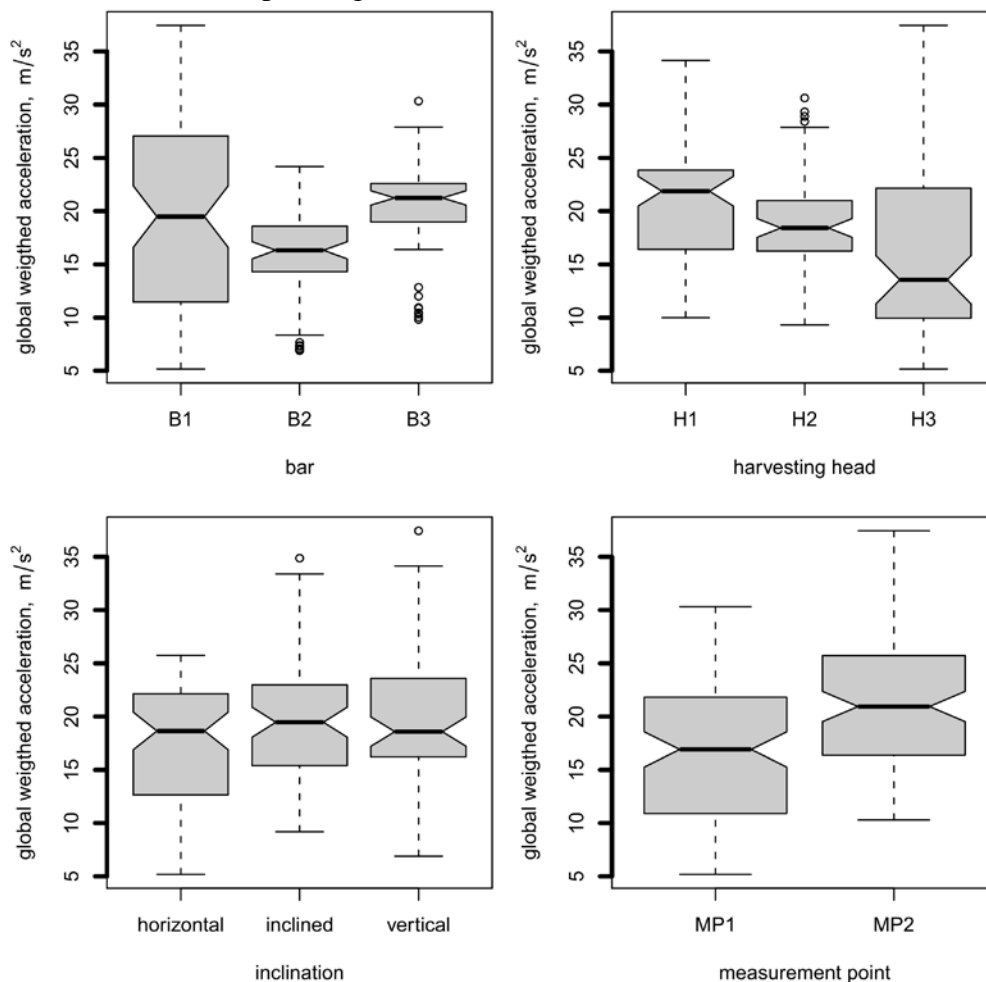 global weigthed acceleration, m/s²
35
30
25
20
15
10
5
B1 B2 B3
bar
global weigthed acceleration, m/s²
35
30
25
20
15
10
5
H1 H2 H3
harvesting head
global weigthed acceleration, m/s²
35
30
25
20
15
10
5
horizontal inclined vertical
inclination
global weigthed acceleration, m/s²
35
30
25
20
15
10
5
MP1 MP2
measurement point